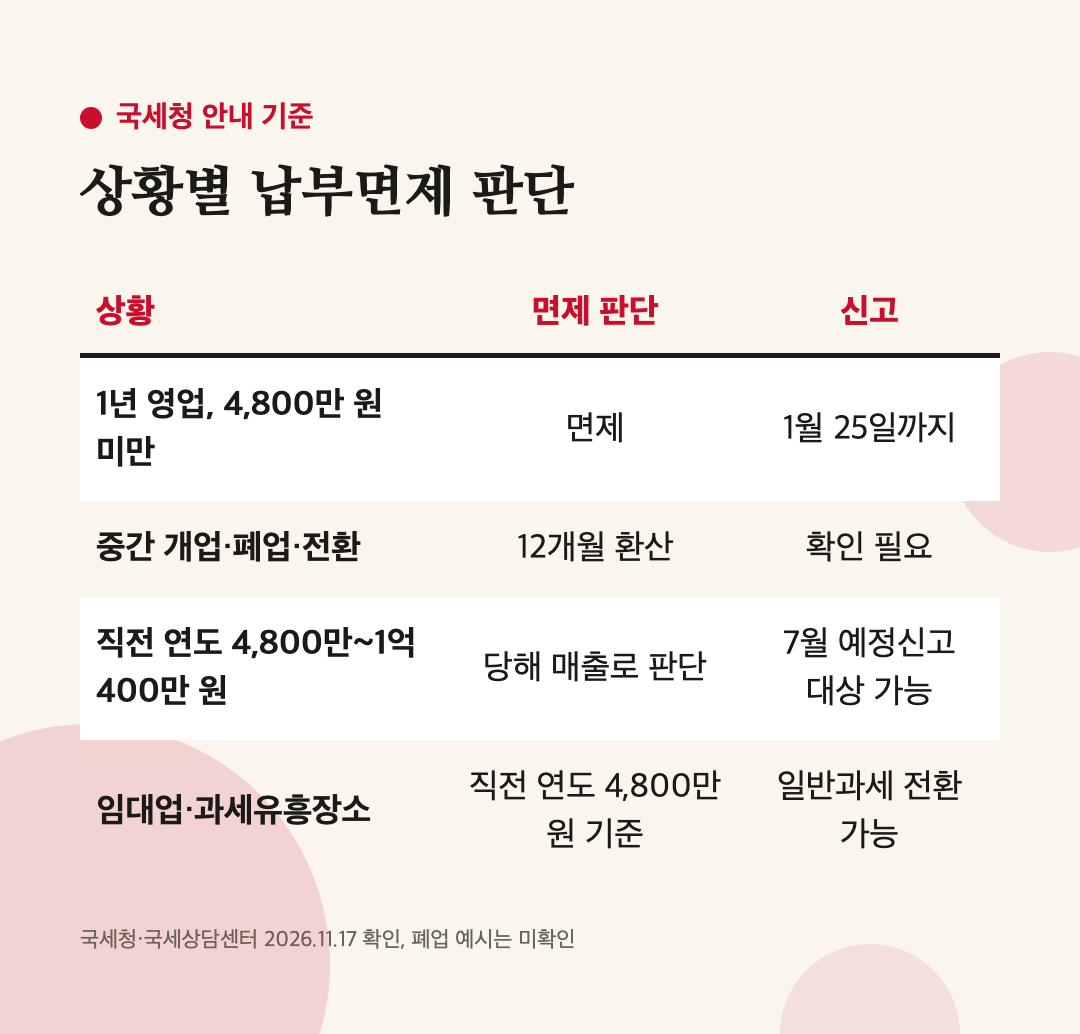 국세청 안내 기준
상황별 납부면제 판단
상황 면제 판단 신고
1년 영업, 4,800만 원
미만
면제
1월 25일까지
중간 개업·폐업·전환 12개월 환산 확인 필요
직전 연도 4,800만~1억
400만 원
당해 매출로 판단
7월 예정신고
대상 가능
임대업·과세유흥장소
직전 연도 4,800만
원 기준
일반과세 전환
가능
국세청·국세상담센터 2026.11.17 확인, 폐업 예시는 미확인